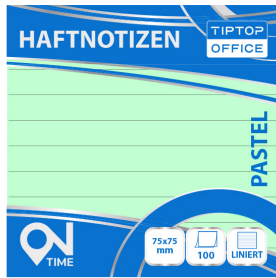 HAFTNOTIZEN
TIPTOP
OFFICE
PASTEL
ON
TIME
75x75
mm
100
LINIERT